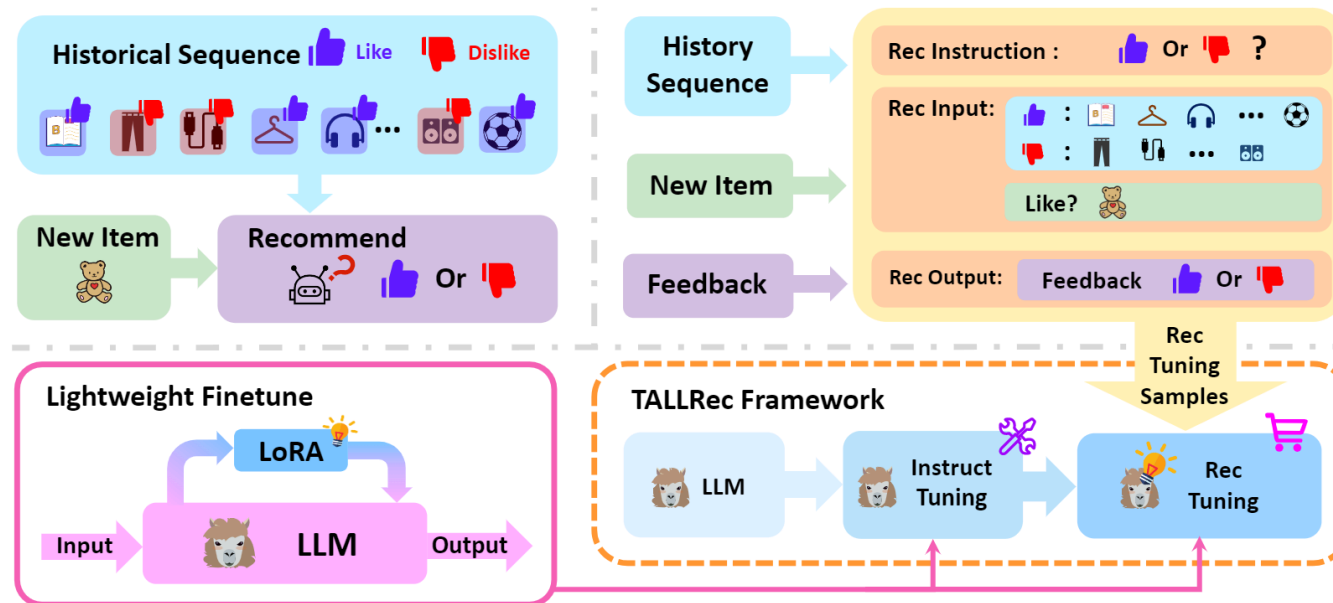 Historical Sequence
Like
Dislike
B
...
New Item
Recommend
?
Or
History
Sequence
New Item
Feedback
Rec Instruction :
Or
?
Rec Input:
:
B
...
:
...
Like?
Rec Output:
Feedback
Or
Rec
Tuning
Samples
Lightweight Finetune
LoRA
Input
LLM
Output
TALLRec Framework
LLM
Instruct
Tuning
Rec
Tuning